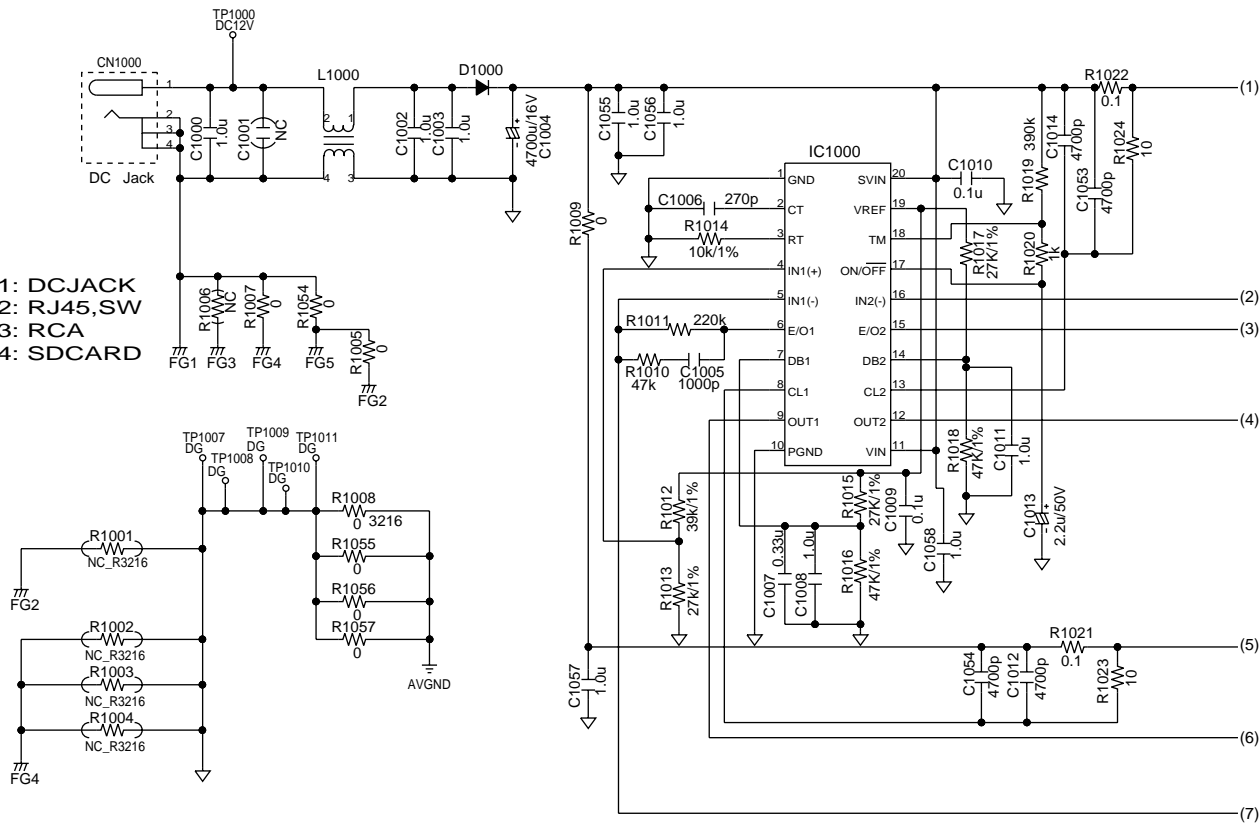 TP1000
DC12V
CN1000
1
2
3
4
DC Jack
C1000
1.0u
C1001
NC
L1000
2
1
4
3
C1002
1.0u
C1003
1.0u
D1000
4700u/16V
C1004
C1055
1.0u
C1056
1.0u
R1009
0
IC1000
1 GND
2 CT
3 RT
4 IN1(+)
5 IN1(-)
6 E/O1
7 DB1
8 CL1
9 OUT1
10 PGND
SVIN 20
VREF 19
TM 18
ON/OFF 17
IN2(-) 16
E/O2 15
DB2 14
CL2 13
OUT2 12
VIN 11
C1006 270p
R1014
10k/1%
R1011 220k
R1010
47k
C1005
1000p
C1010
0.1u
R1017
27K/1%
R1019 390k
R1020
1k
C1014
4700p
C1053
4700p
R1022
0.1
R1024
10
(1)
(2)
(3)
(4)
(5)
(6)
(7)
1: DCJACK
2: RJ45,SW
3: RCA
4: SDCARD
R1006
NC
R1007
0
R1054
0
R1005
0
FG1
FG3
FG4
FG5
FG2
TP1007
DG
TP1008
DG
TP1009
DG
TP1010
DG
TP1011
DG
R1008
0 3216
R1055
0
R1056
0
R1057
0
AVGND
R1001
NC_R3216
FG2
R1002
NC_R3216
R1003
NC_R3216
R1004
NC_R3216
FG4
R1012
39k/1%
R1013
27k/1%
R1015
27K/1%
C1009
0.1u
C1007
0.33u
C1008
1.0u
R1016
47K/1%
C1058
1.0u
R1018
47K/1%
C1011
1.0u
C1013
2.2u/50V
C1057
1.0u
C1054
4700p
C1012
4700p
R1021
0.1
R1023
10